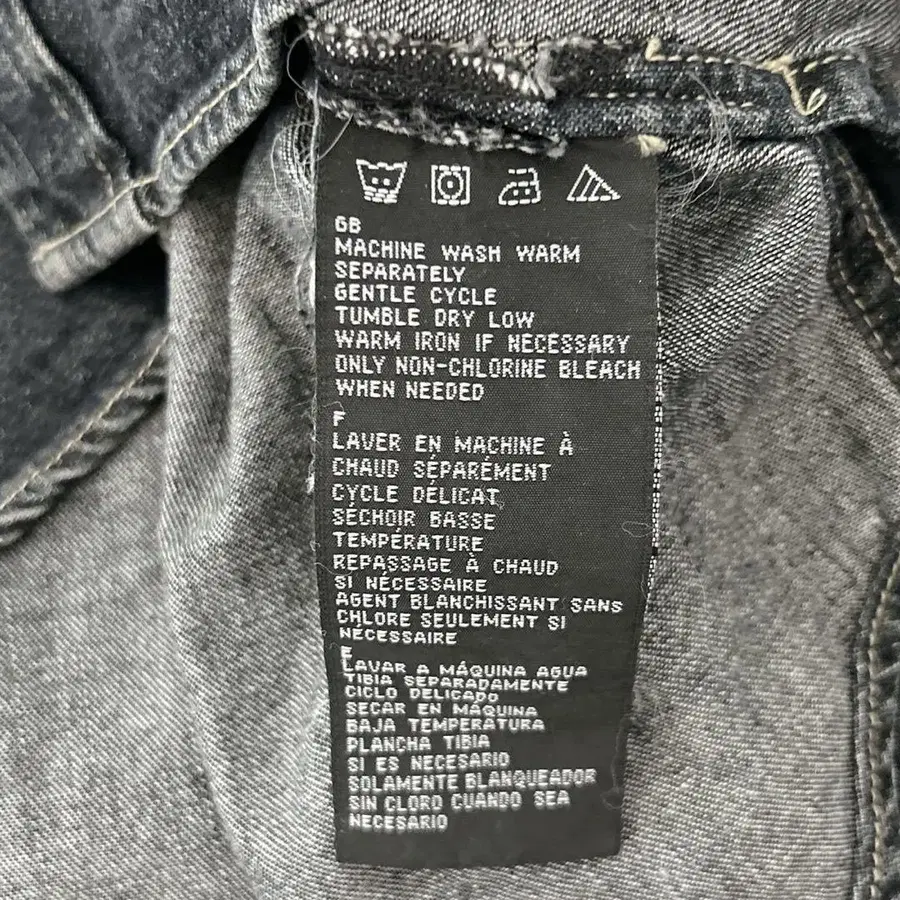 GB
MACHINE WASH WARM
SEPARATELY
GENTLE CYCLE
TUMBLE DRY LOW
WARM IRON IF NECESSARY
ONLY NON-CHLORINE BLEACH
WHEN NEEDED
F
LAVER EN MACHINE À
CHAUD SÉPARÉMENT
CYCLE DÉLICAT,
SÉCHOIR BASSE
TEMPÉRATURE
REPASSAGE À CHAUD
SI NÉCESSAIRE
AGENT BLANCHISSANT SANS
CHLORE SEULEMENT SI
NÉCESSAIRE
E
LAVAR A MÁQUINA AGUA
TIBIA SEPARADAMENTE
CICLO DELICADO
SECAR EN MÁQUINA
BAJA TEMPERATURA
PLANCHA TIBIA
SI ES NECESARIO
SOLAMENTE BLANQUEADOR
SIN CLORO CUANDO SEA
NECESARIO